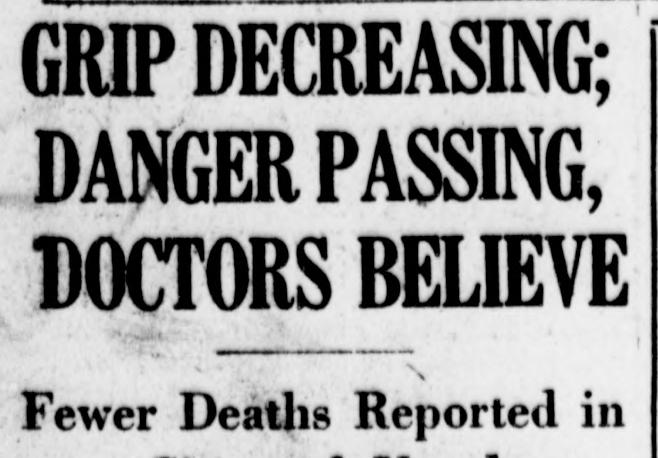 GRIP DECREASING;
DANGER PASSING,
DOCTORS BELIEVE
Fewer Deaths Reported in